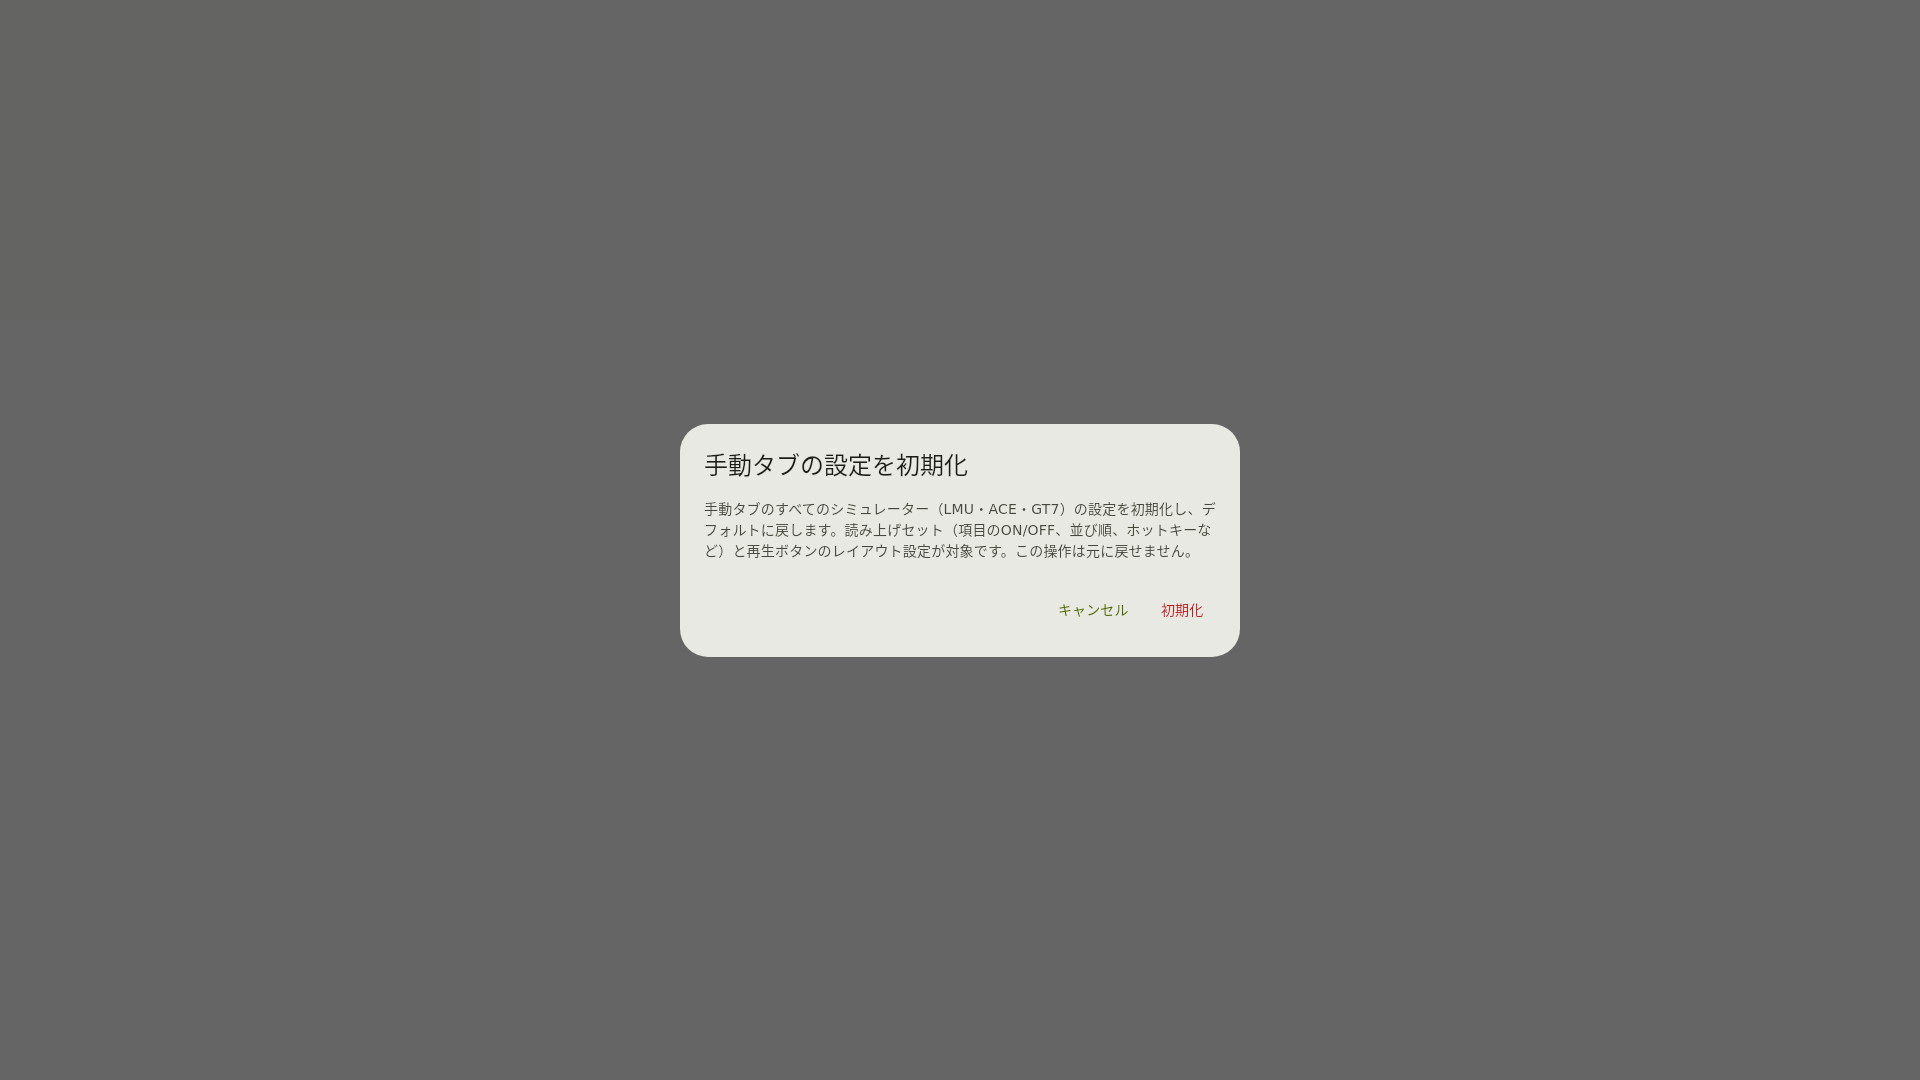 手動タブの設定を初期化
手動タブのすべてのシミュレーター（LMU・ACE・GT7）の設定を初期化し、デ
フォルトに戻します。読み上げセット（項目のON/OFF、並び順、ホットキーな
ど）と再生ボタンのレイアウト設定が対象です。この操作は元に戻せません。
キャンセル 初期化